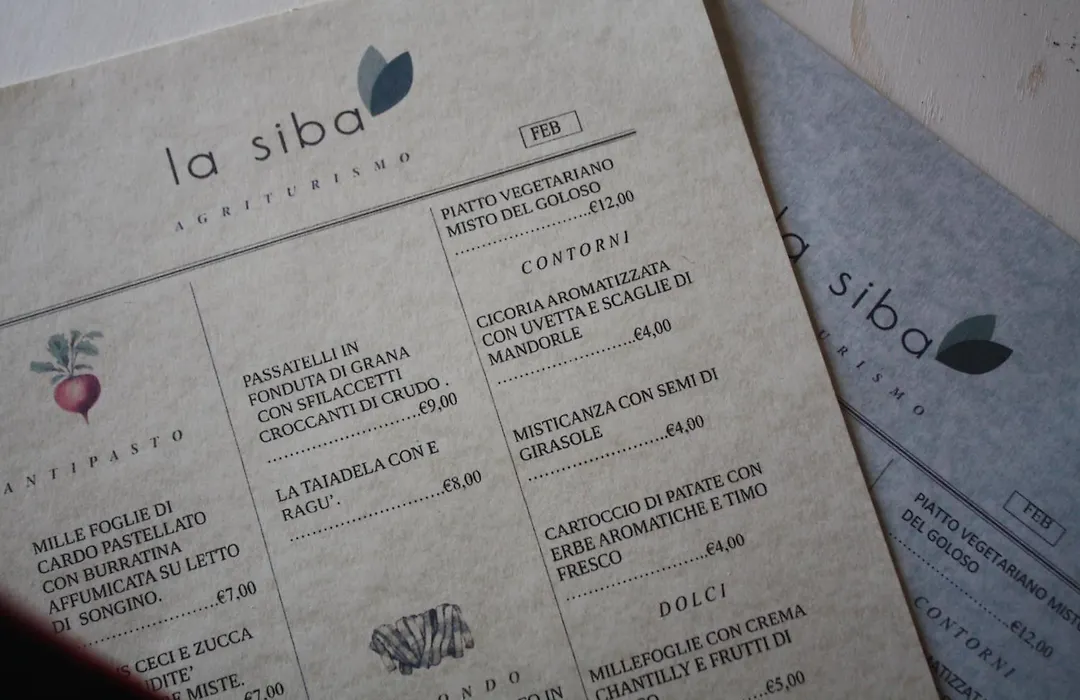 la siba
AGRITURISMO
FEB
ANTIPASTO
MILLE FOGLIE DI
CARDO PASTELLATO
CON BURRATINA
AFFUMICATA SU LETTO
DI SONGINO.
....................€7,00
CECI E ZUCCA
MISTE.
€7,00
PASSATELLI IN
FONDUTA DI GRANA
CON SFILACCETTI
CROCCANTI DI CRUDO .
......................€9,00
LA TAIADELA CON E
RAGU'.
......................€8,00
IN
PIATTO VEGETARIANO
MISTO DEL GOLOSO
....................€12,00
CONTORNI
CICORIA AROMATIZZATA
CON UVETTA E SCAGLIE DI
MANDORLE
....................€4,00
MISTICANZA CON SEMI DI
GIRASOLE
....................€4,00
CARTOCCIO DI PATATE CON
ERBE AROMATICHE E TIMO
FRESCO
....................€4,00
DOLCI
MILLEFOGLIE CON CREMA
CHANTILLY E FRUTTI DI
...€5,00
la siba
URISMO
FEB
PIATTO VEGETARIANO MISTO
DEL GOLOSO
....................€12,00
CONTORNI